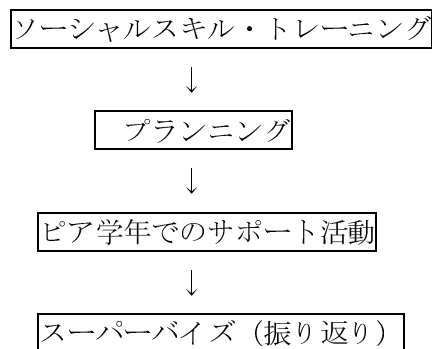 ソーシャルスキル・トレーニング
↓
プランニング
↓
ピア学年でのサポート活動
↓
スーパーバイズ（振り返り）